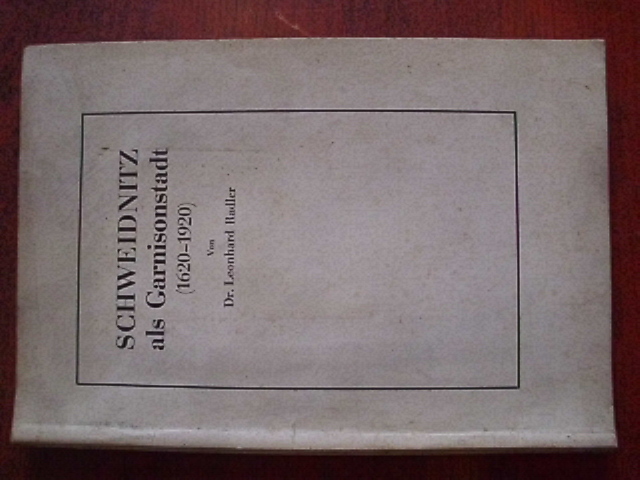 SCHWEIDNITZ
als Garnisonstadt
(1620–1920)
Von
Dr. Leonhard Radler